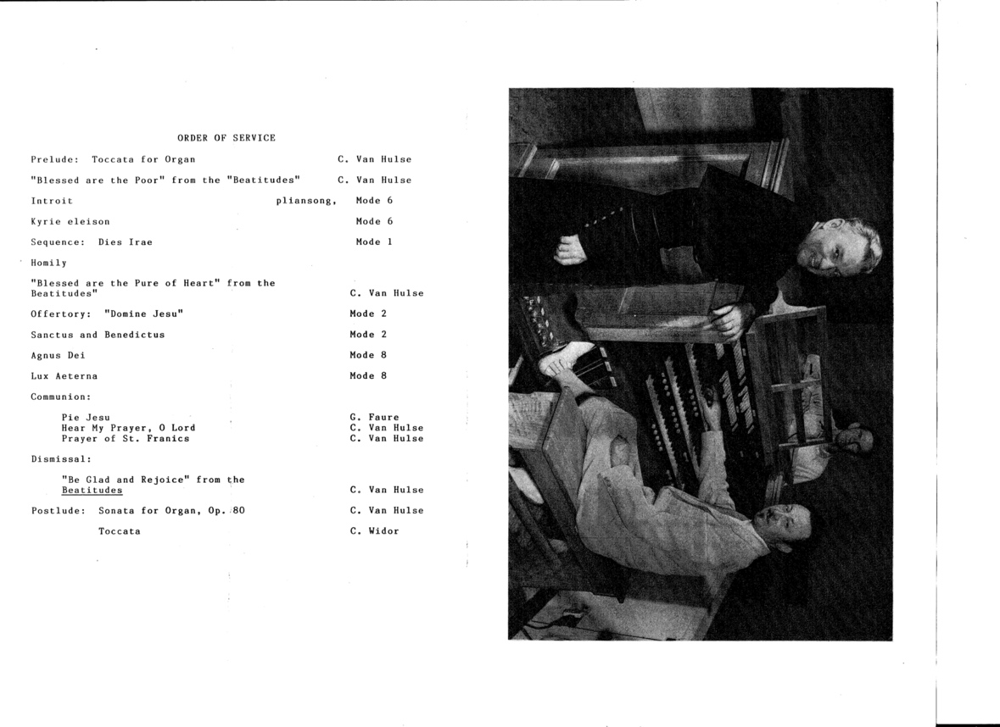 ORDER OF SERVICE
Prelude: Toccata for Organ C. Van Hulse
"Blessed are the Poor" from the "Beatitudes" C. Van Hulse
Introit pliansong, Mode 6
Kyrie eleison Mode 6
Sequence: Dies Irae Mode 1
Homily
"Blessed are the Pure of Heart" from the
Beatitudes" C. Van Hulse
Offertory: "Domine Jesu" Mode 2
Sanctus and Benedictus Mode 2
Agnus Dei Mode 8
Lux Aeterna Mode 8
Communion:
Pie Jesu G. Faure
Hear My Prayer, O Lord C. Van Hulse
Prayer of St. Franics C. Van Hulse
Dismissal:
"Be Glad and Rejoice" from the
Beatitudes C. Van Hulse
Postlude: Sonata for Organ, Op. 80 C. Van Hulse
Toccata C. Widor